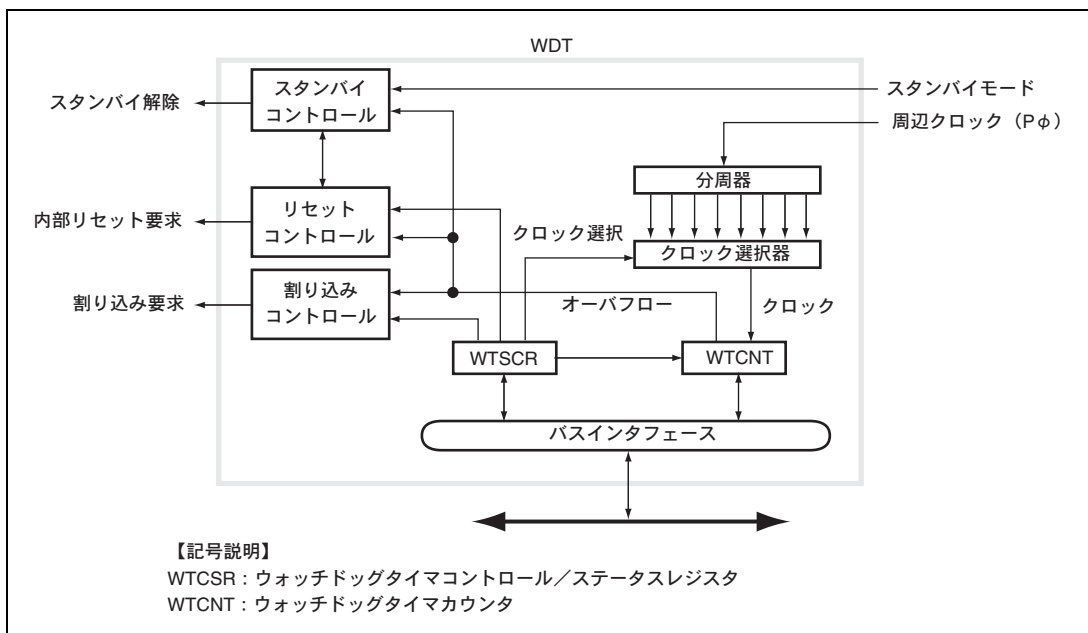 WDT
スタンバイ
コントロール
スタンバイ解除
スタンバイモード
周辺クロック（Pφ）
分周器
リセット
コントロール
内部リセット要求
クロック選択
クロック選択器
割り込み
コントロール
割り込み要求
オーバフロー
クロック
WTSCR
WTCNT
バスインタフェース
【記号説明】
WTCSR：ウォッチドッグタイマコントロール／ステータスレジスタ
WTCNT：ウォッチドッグタイマカウンタ